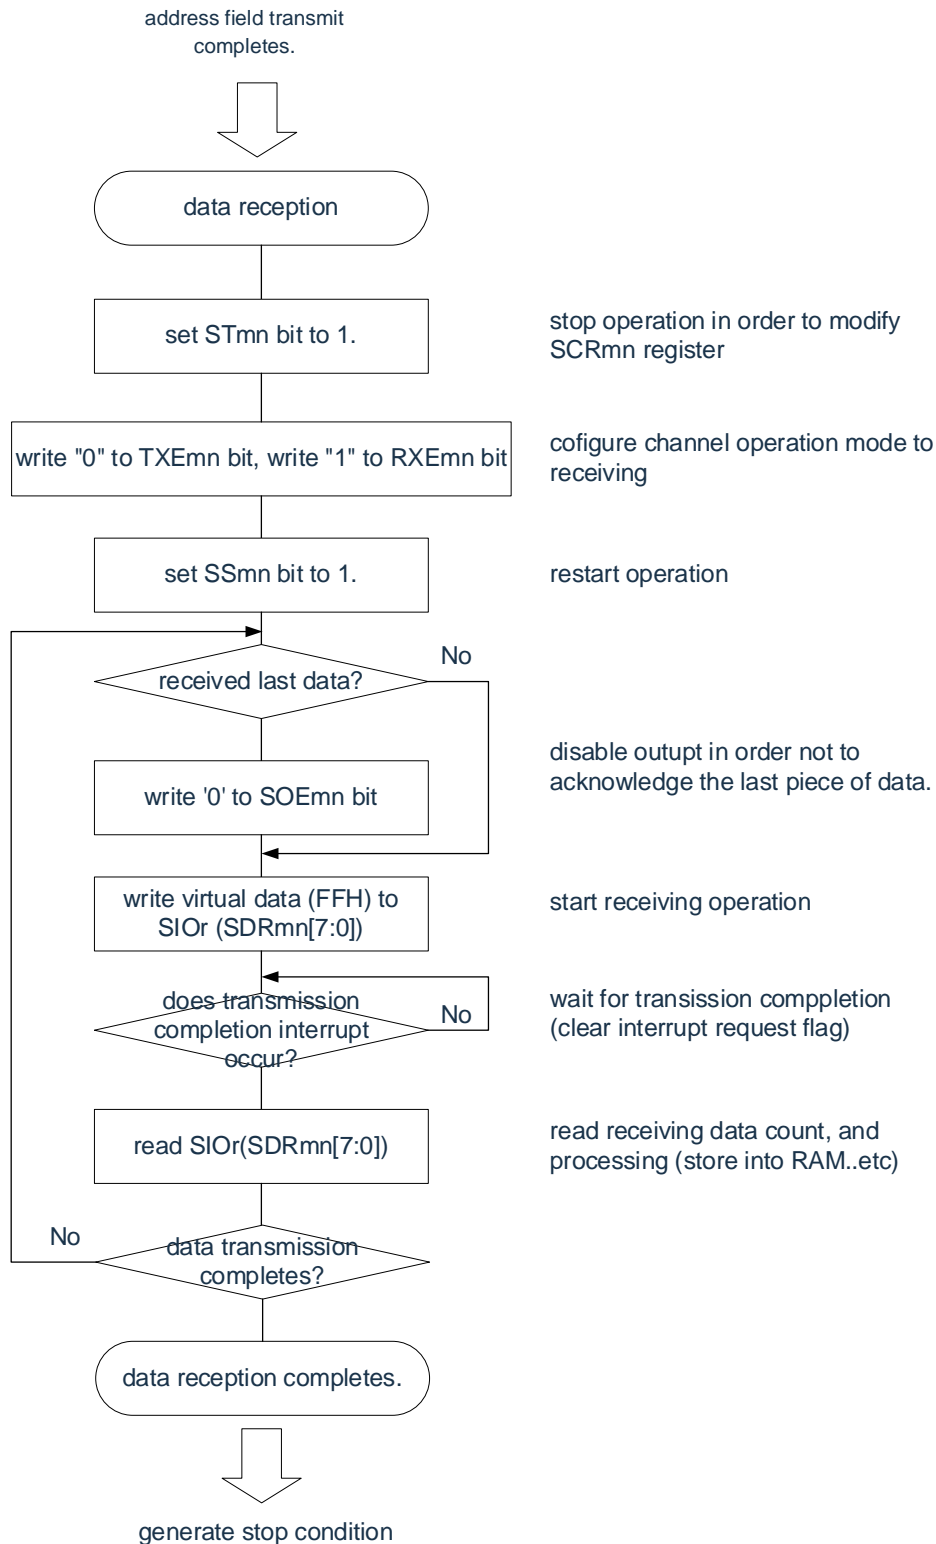 address field transmit
completes.
data reception
set STmn bit to 1.
stop operation in order to modify
SCRmn register
write "0" to TXEmn bit, write "1" to RXEmn bit
cofigure channel operation mode to
receiving
set SSmn bit to 1.
restart operation
No
received last data?
disable outupt in order not to
acknowledge the last piece of data.
write '0' to SOEmn bit
write virtual data (FFH) to
SIOr (SDRmn[7:0])
start receiving operation
does transmission
completion interrupt
occur?
No
wait for transission comppletion
(clear interrupt request flag)
read SIOr(SDRmn[7:0])
read receiving data count, and
processing (store into RAM..etc)
No
data transmission
completes?
data reception completes.
generate stop condition